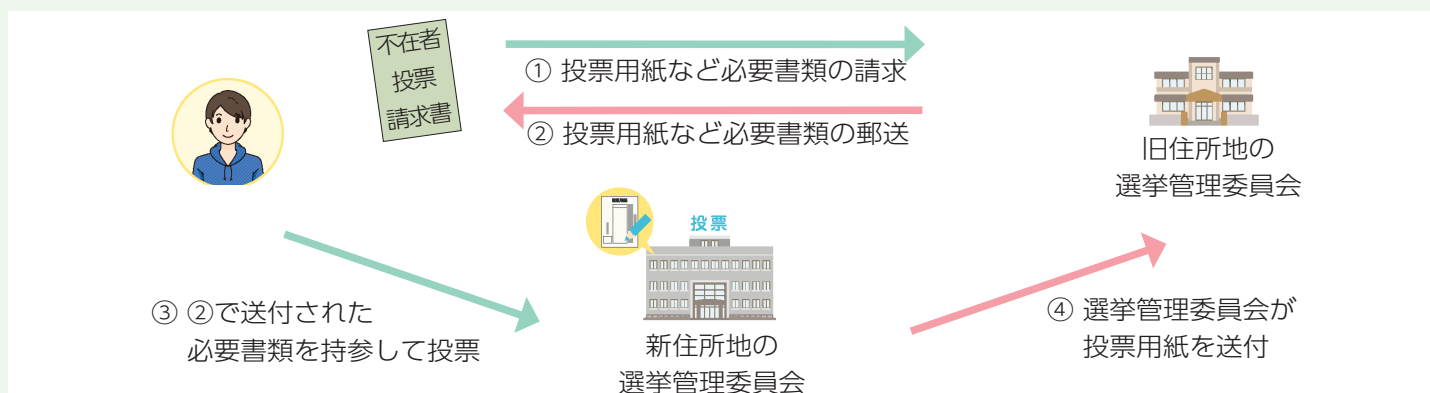 不在者
投票
請求書
① 投票用紙など必要書類の請求
② 投票用紙など必要書類の郵送
旧住所地の
選挙管理委員会
投票
③ ②で送付された
必要書類を持参して投票
新住所地の
選挙管理委員会
④ 選挙管理委員会が
投票用紙を送付